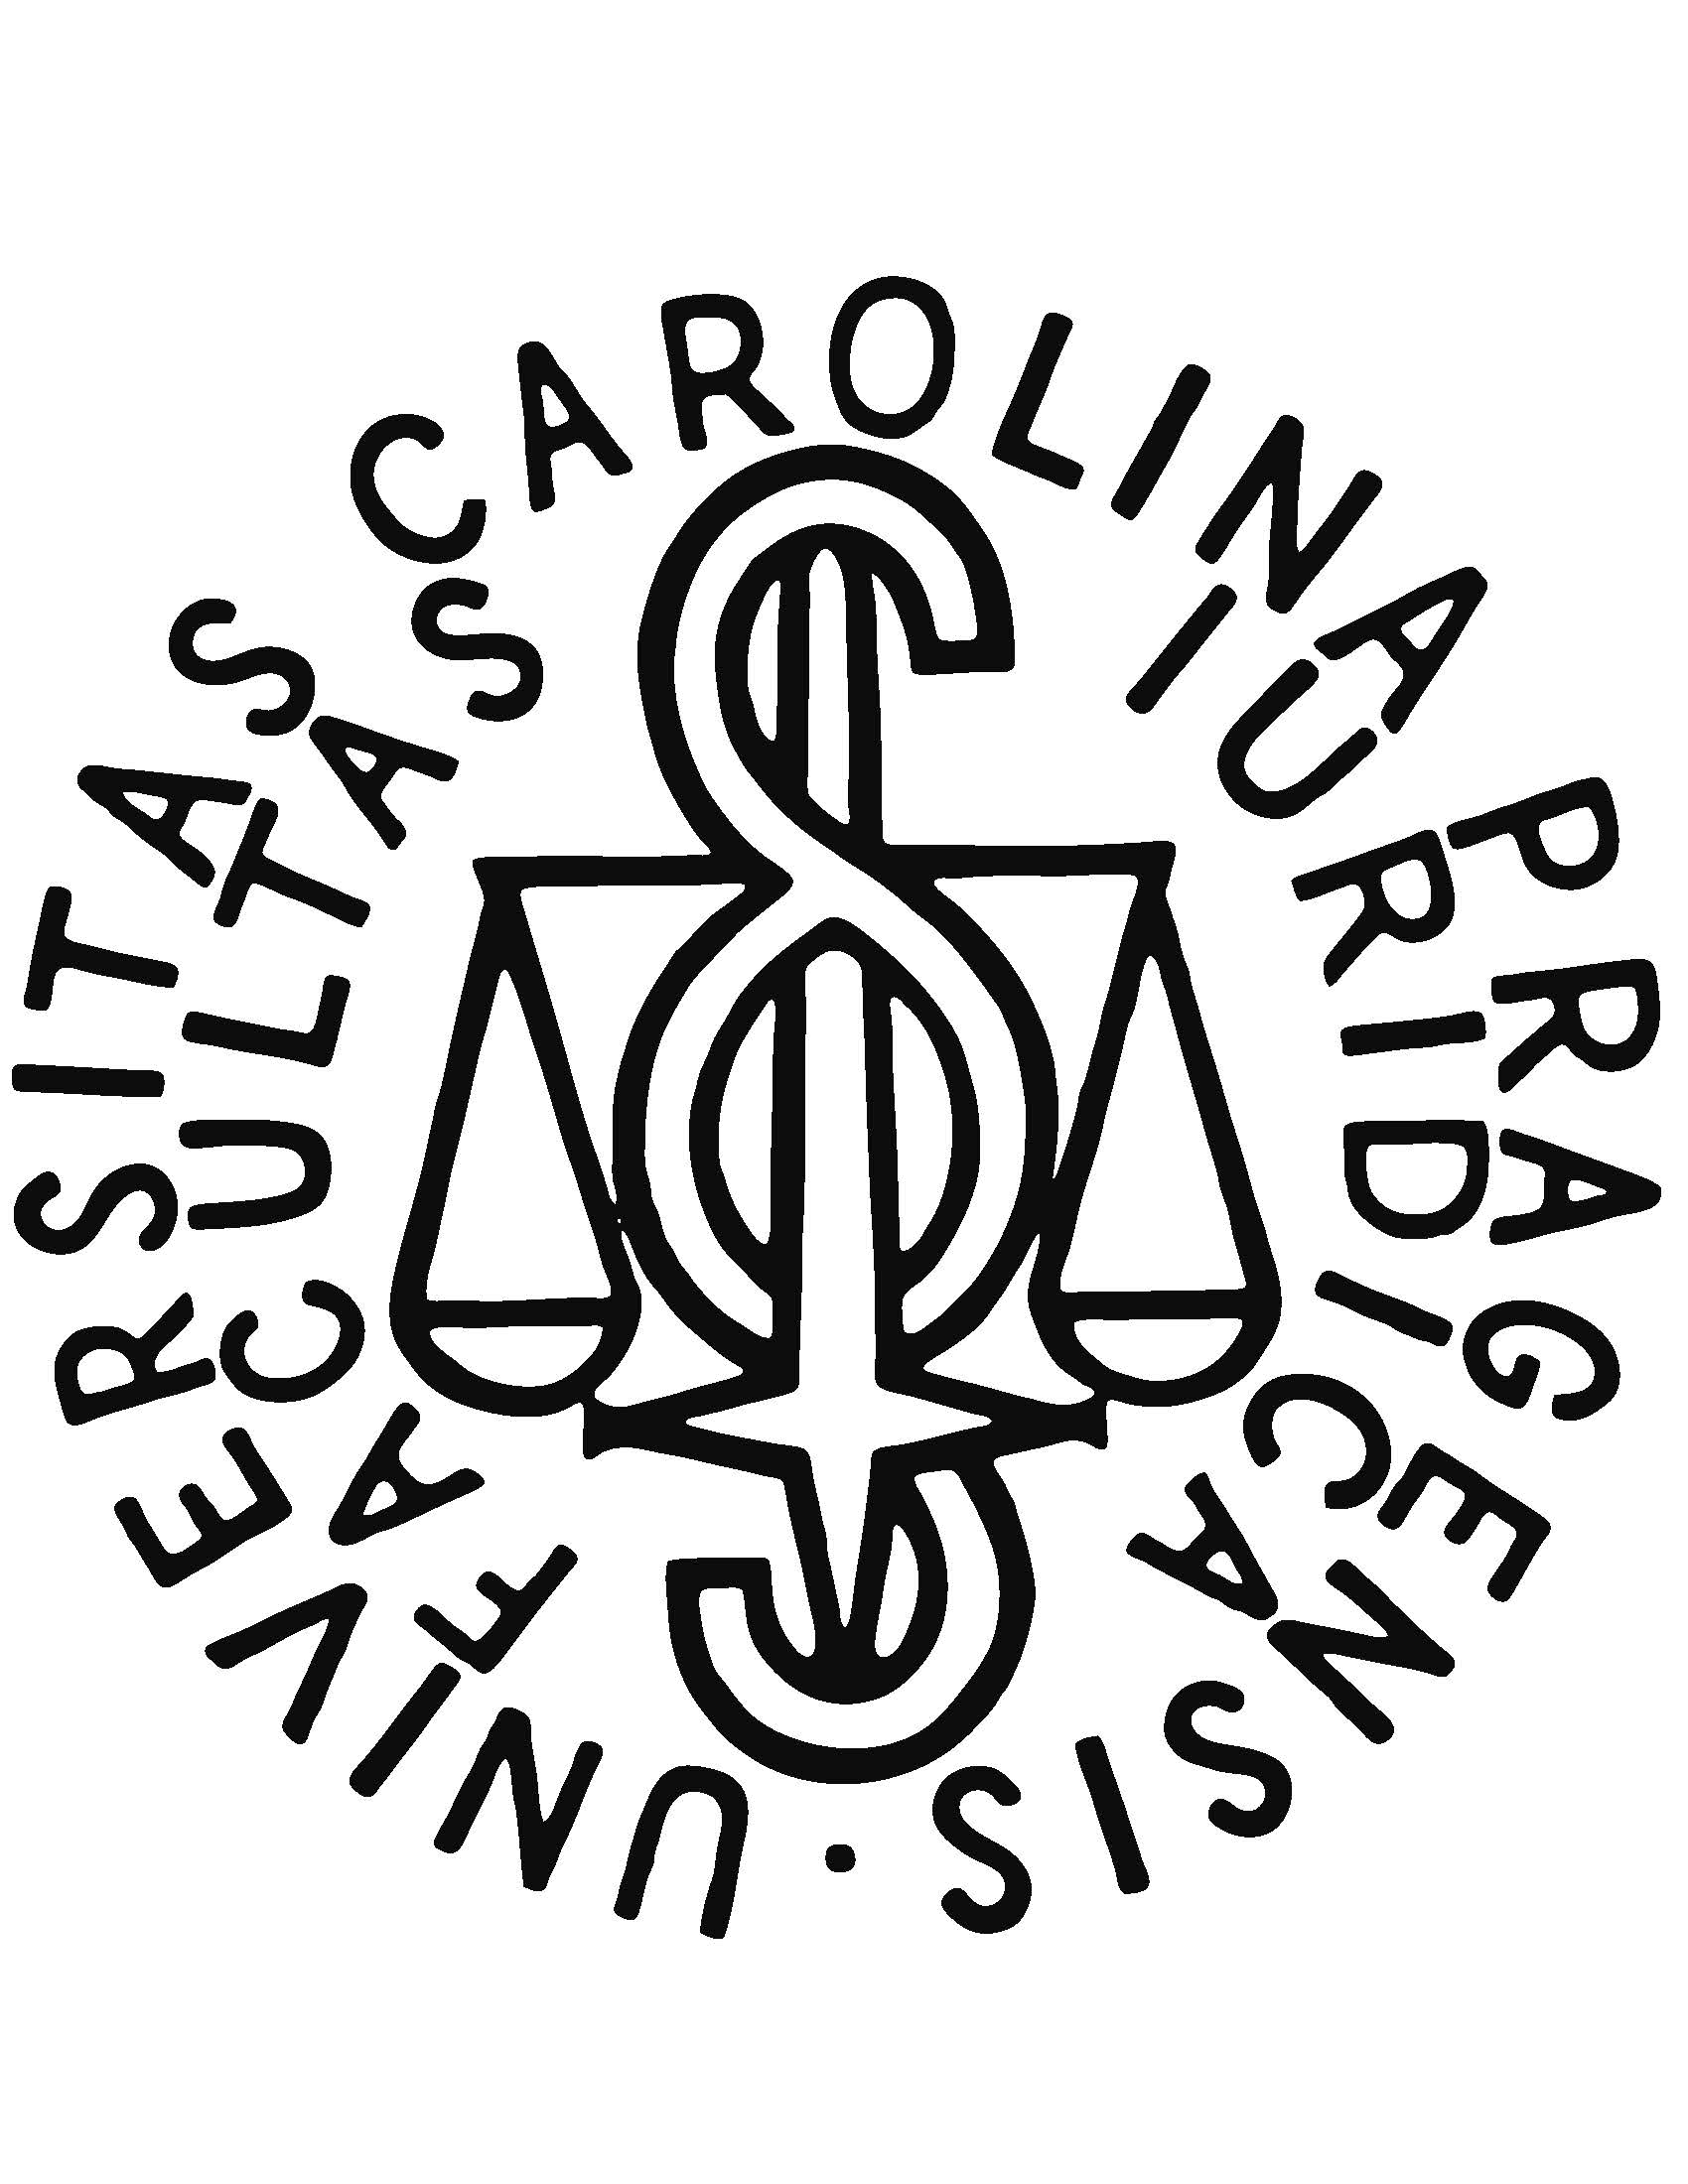 UNIVERSITAS CAROLINA PRAGENSIS ·
FACULTAS IURIDICA